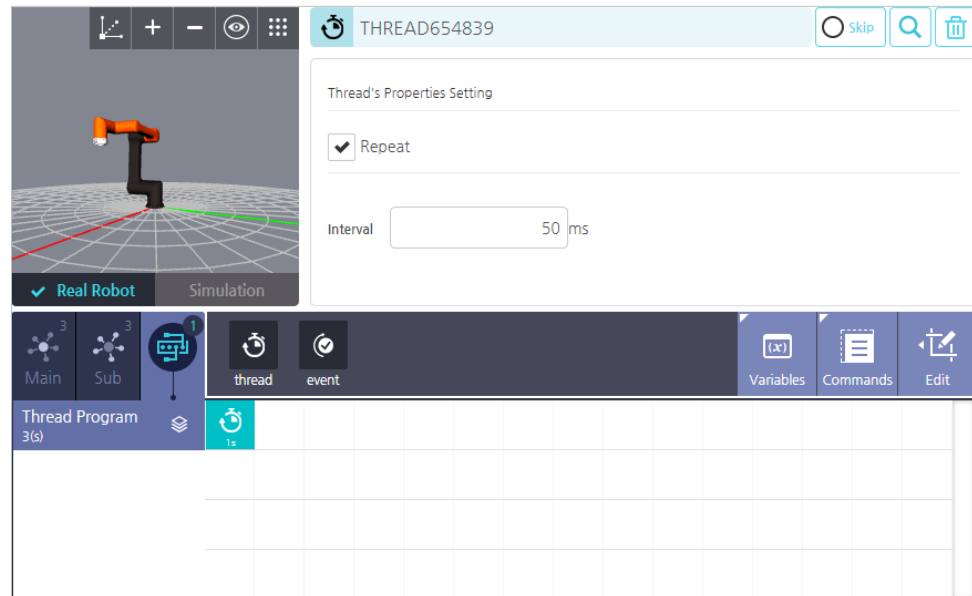 THREAD654839
Skip
Thread's Properties Setting
Repeat
Interval 50 ms
Real Robot Simulation
3 3 1
Main Sub
thread event
(x)
Variables Commands Edit
Thread Program
3(s)
1s